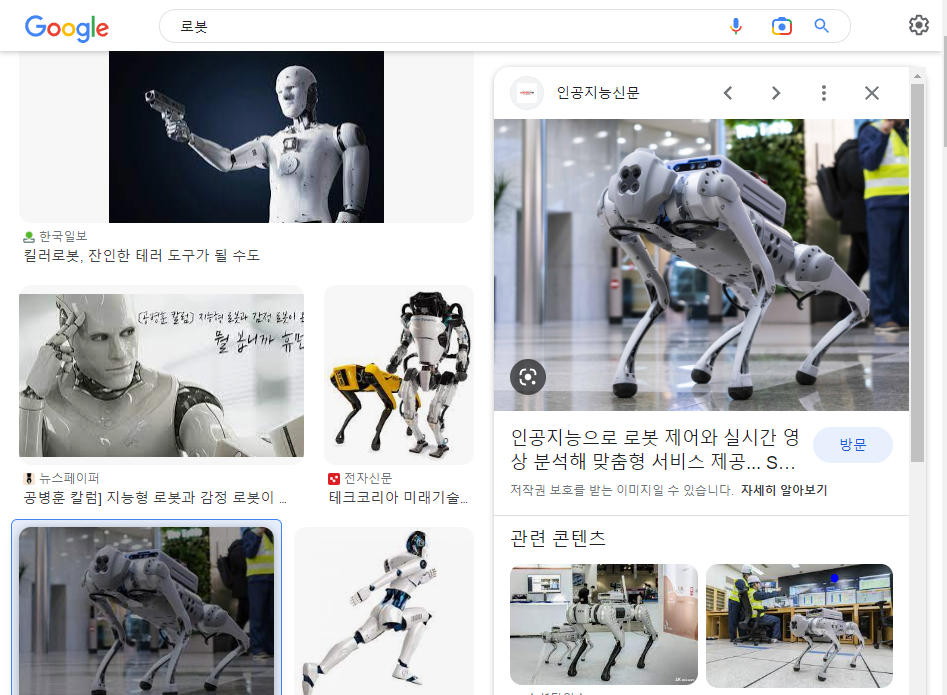 Google
로봇
한국일보
킬러로봇, 잔인한 테러 도구가 될 수도
[공병훈 칼럼] 지능형 로봇과 감정 로봇이
뭘 봅니까 휴먼
뉴스페이퍼
공병훈 칼럼] 지능형 로봇과 감정 로봇이 ...
전자신문
테크코리아 미래기술...
인공지능신문
인공지능으로 로봇 제어와 실시간 영
상 분석해 맞춤형 서비스 제공... S...
방문
저작권 보호를 받는 이미지일 수 있습니다. 자세히 알아보기
관련 콘텐츠